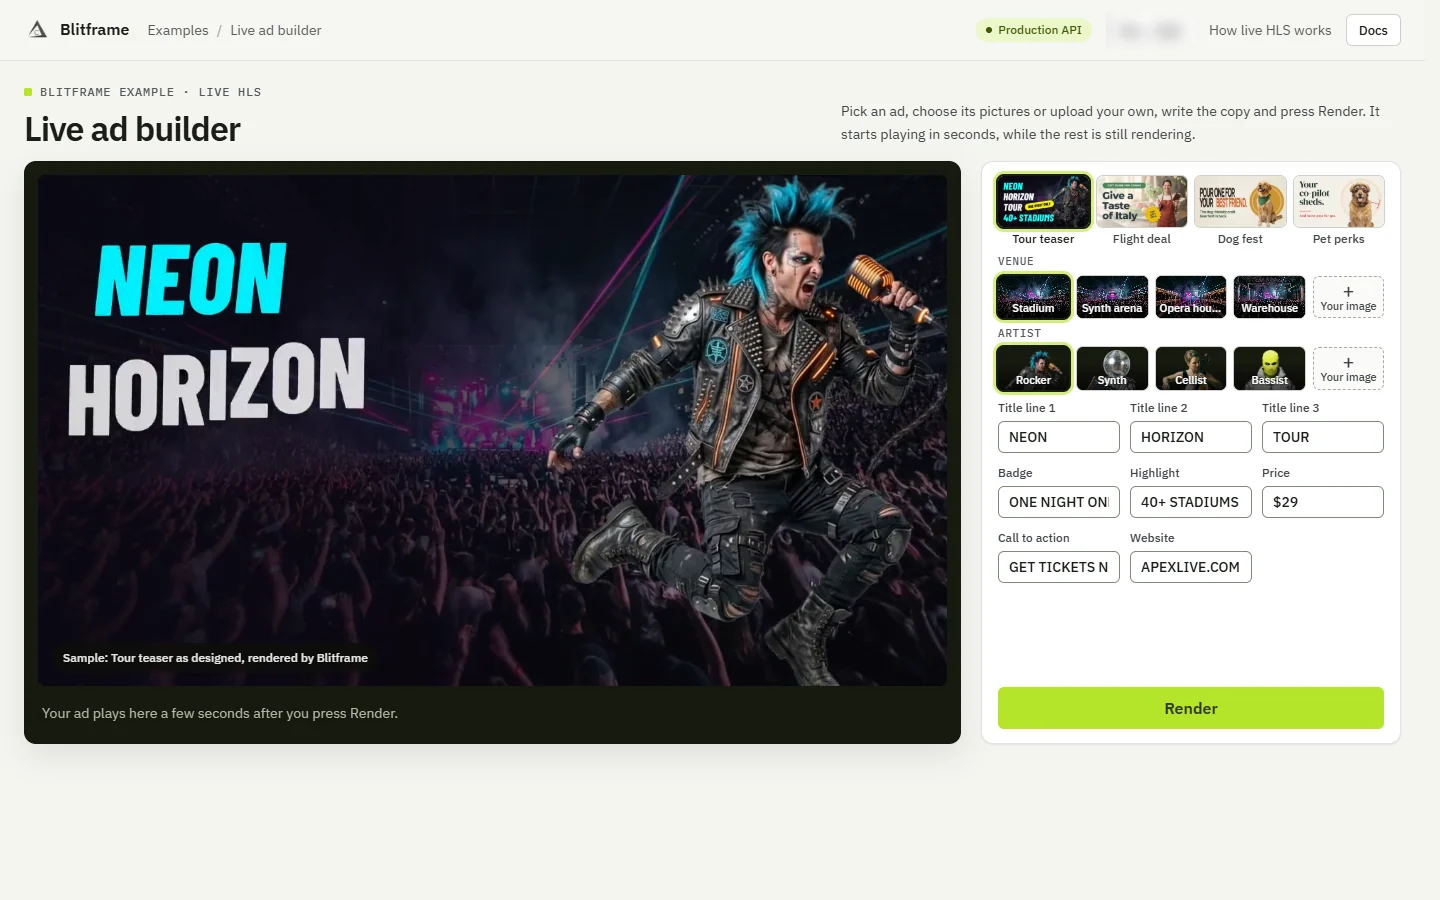 Blitframe
Examples / Live ad builder
Production API
How live HLS works
Docs
BLITFRAME EXAMPLE · LIVE HLS
Live ad builder
Pick an ad, choose its pictures or upload your own, write the copy and press Render. It
starts playing in seconds, while the rest is still rendering.
NEON
HORIZON
Sample: Tour teaser as designed, rendered by Blitframe
Your ad plays here a few seconds after you press Render.
NEON
HORIZON
TOUR
40+ STADIUMS
Give a
Taste
of Italy
POUR ONE FOR
YOUR BEST FRIEND.
Your
co-pilot
sheds.
Tour teaser
Flight deal
Dog fest
Pet perks
VENUE
Stadium
Synth arena
Opera hou...
Warehouse
+
Your image
ARTIST
Rocker
Synth
Cellist
Bassist
+
Your image
Title line 1
Title line 2
Title line 3
NEON
HORIZON
TOUR
Badge
Highlight
Price
ONE NIGHT ON
40+ STADIUMS
$29
Call to action
Website
GET TICKETS N
APEXLIVE.COM
Render